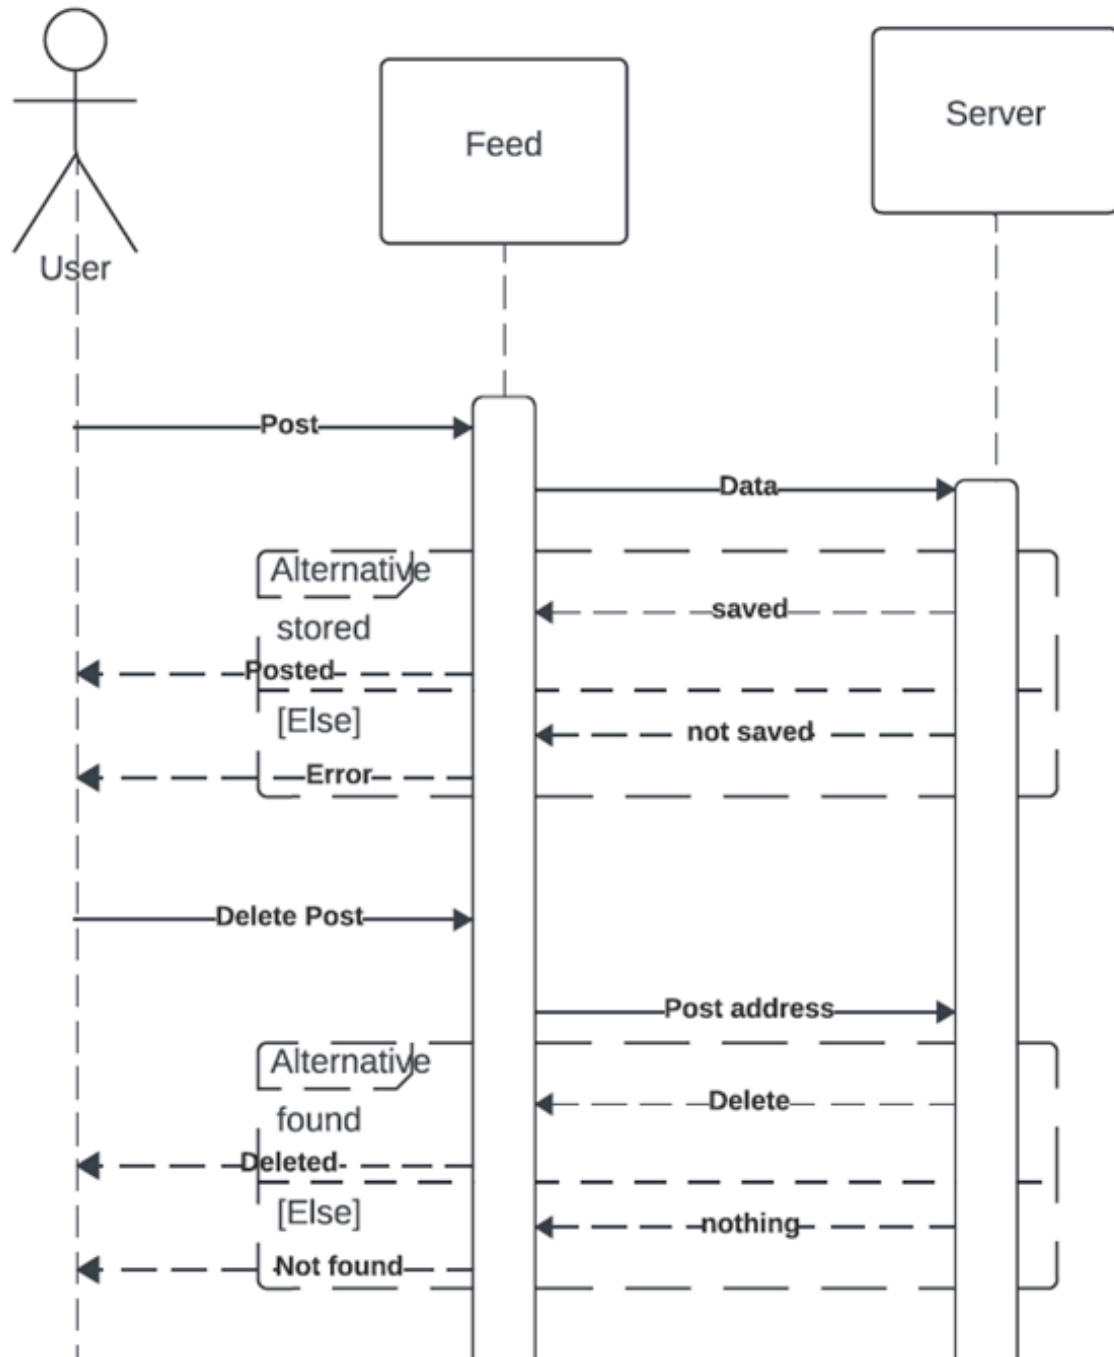 Server
Feed
User
Post
Data
Alternative
saved
stored
Posted
[Else]
not saved
Error
Delete Post
Post address
Alternative
Delete
found
Deleted
[Else]
nothing
Not found